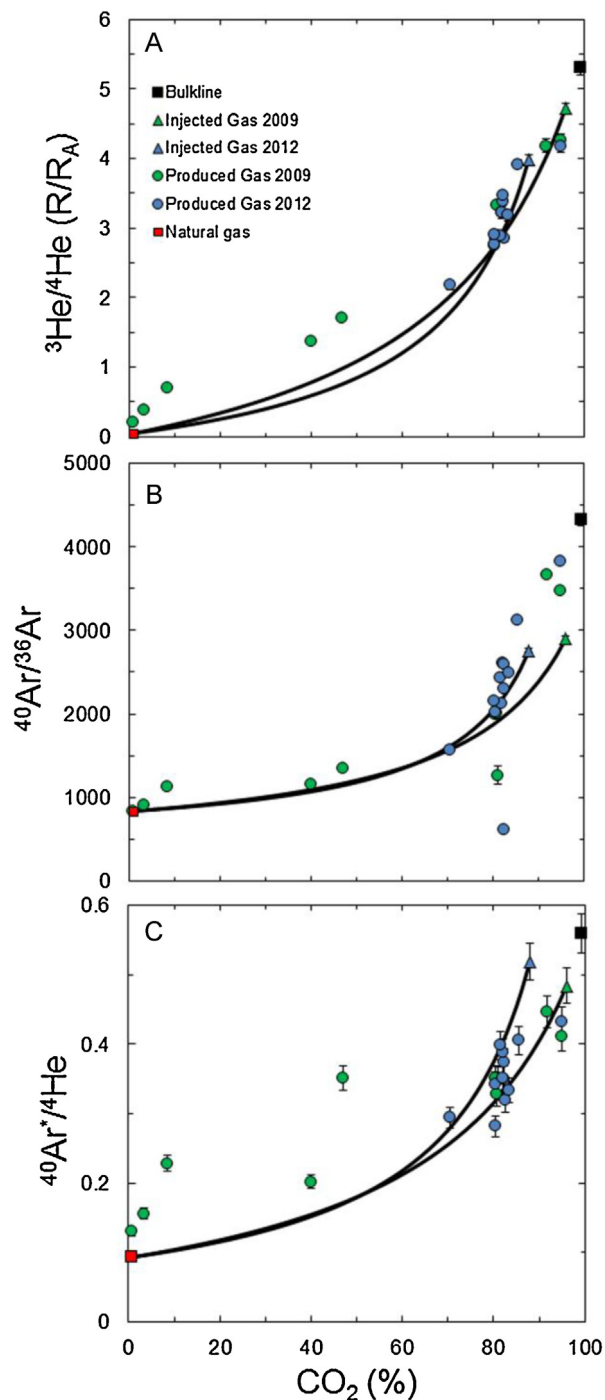 A
6
5
4
3
2
1
0
³He/⁴He (R/R_A)
Bulkline
Injected Gas 2009
Injected Gas 2012
Produced Gas 2009
Produced Gas 2012
Natural gas
B
5000
4000
3000
2000
1000
0
⁴⁰Ar/³⁶Ar
C
0.6
0.4
0.2
0
⁴⁰Ar*/⁴He
0 20 40 60 80 100
CO₂ (%)